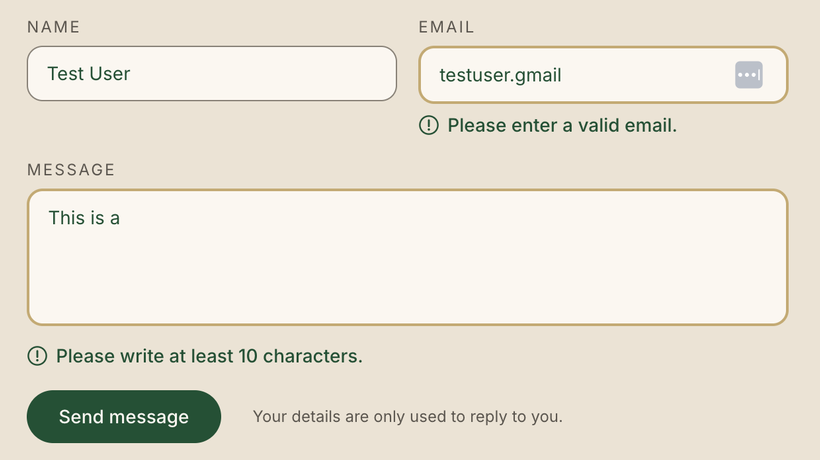 NAME
EMAIL
Test User
testuser.gmail
Please enter a valid email.
MESSAGE
This is a
Please write at least 10 characters.
Send message
Your details are only used to reply to you.